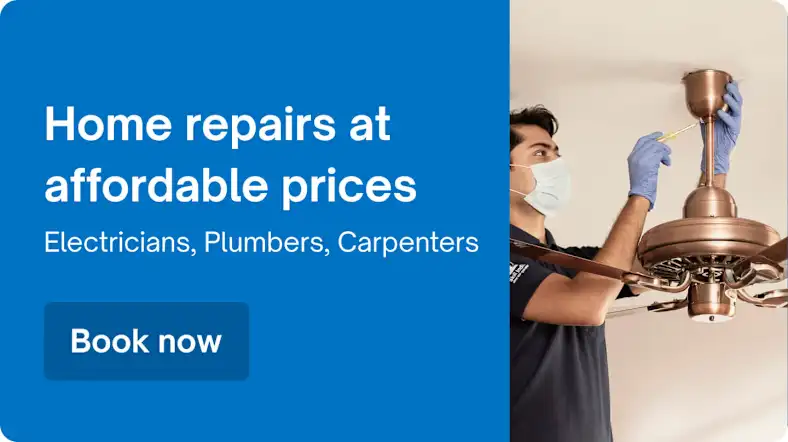 Home repairs at
affordable prices
Electricians, Plumbers, Carpenters
Book now